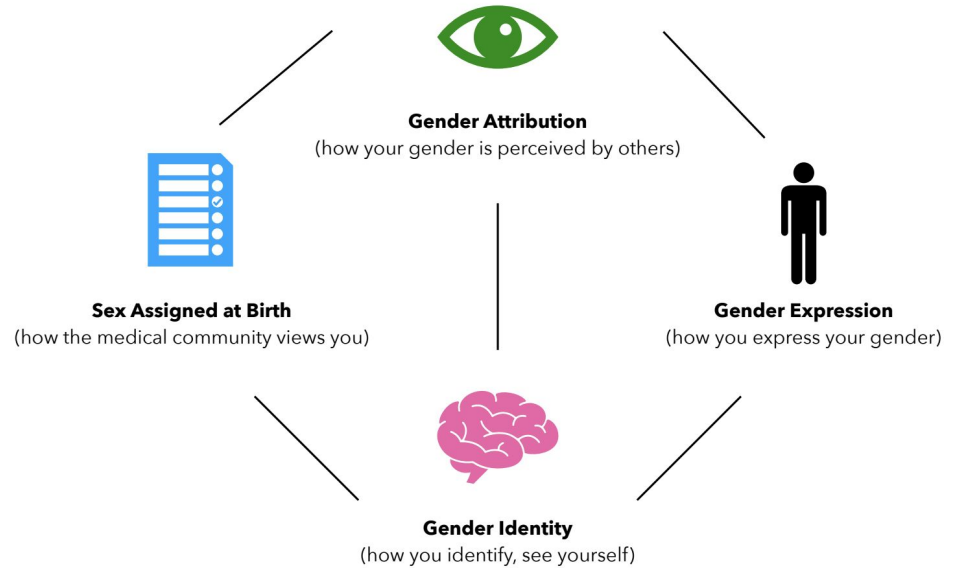 Gender Attribution
(how your gender is perceived by others)
Sex Assigned at Birth
(how the medical community views you)
Gender Expression
(how you express your gender)
Gender Identity
(how you identify, see yourself)